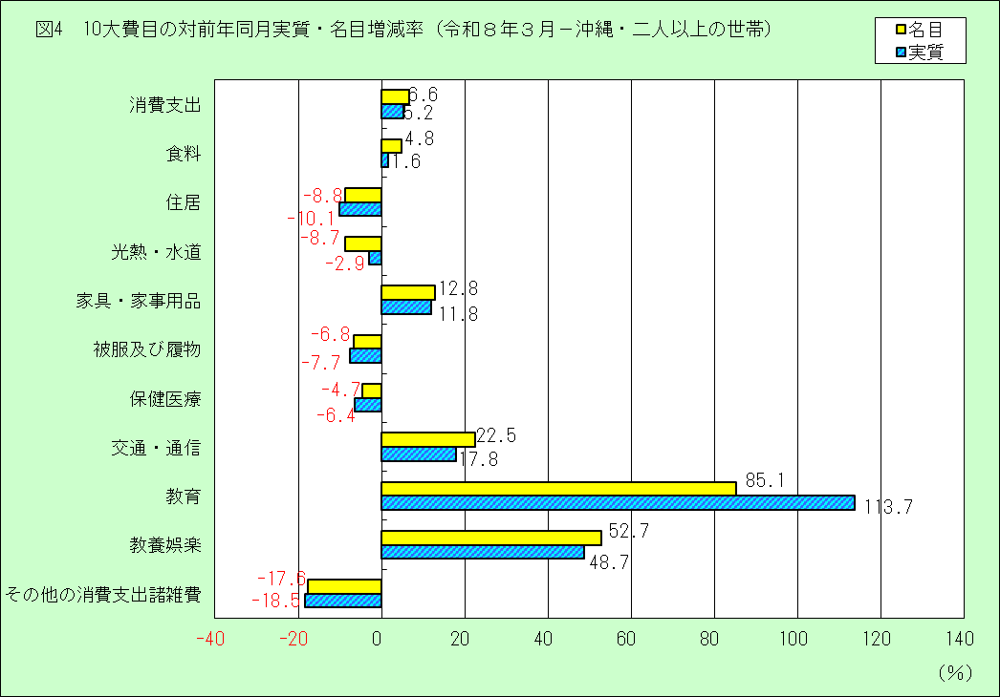 図4　10大費目の対前年同月実質・名目増減率（令和８年３月－沖縄・二人以上の世帯）
名目
実質
消費支出
6.6
5.2
食料
4.8
1.6
住居
-8.8
-10.1
光熱・水道
-8.7
-2.9
家具・家事用品
12.8
11.8
被服及び履物
-6.8
-7.7
保健医療
-4.7
-6.4
交通・通信
22.5
17.8
教育
85.1
113.7
教養娯楽
52.7
48.7
その他の消費支出諸雑費
-17.6
-18.5
-40 -20 0 20 40 60 80 100 120 140
（％）